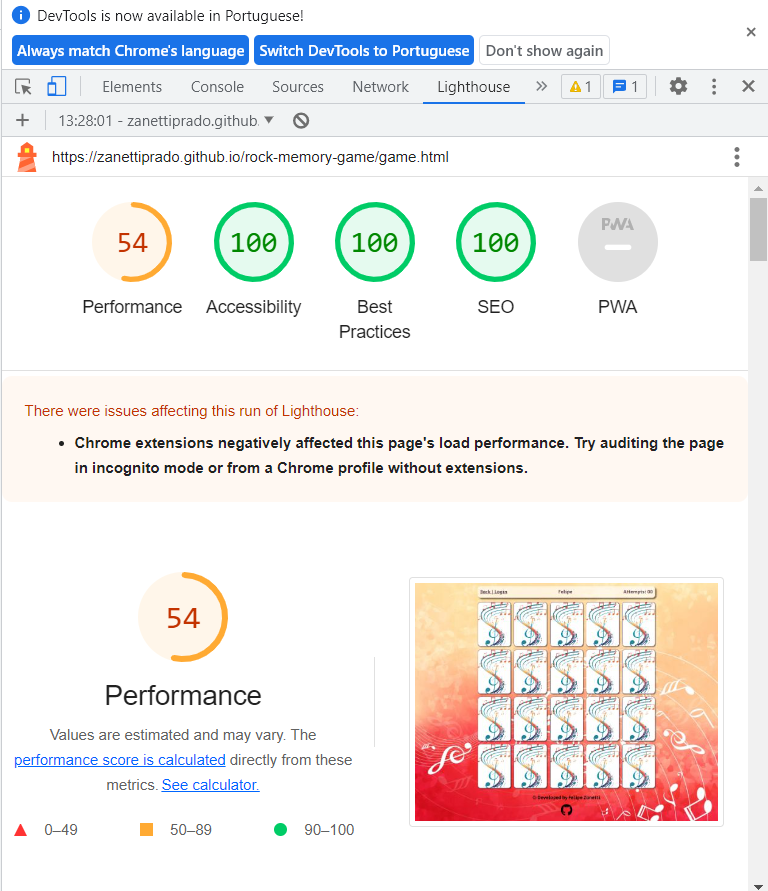 DevTools is now available in Portuguese!
Always match Chrome's language Switch DevTools to Portuguese Don't show again
Elements Console Sources Network Lighthouse 1 1
13:28:01 - zanettiprado.github.
https://zanettiprado.github.io/rock-memory-game/game.html
54 100 100 100 PWA
Performance Accessibility Best Practices SEO PWA
There were issues affecting this run of Lighthouse:
• Chrome extensions negatively affected this page's load performance. Try auditing the page
in incognito mode or from a Chrome profile without extensions.
54
Performance
Values are estimated and may vary. The
performance score is calculated directly from these
metrics. See calculator.
0–49 50–89 90–100
Back | Login Felipe Attempts: 00
© Developed by Felipe Zanetti